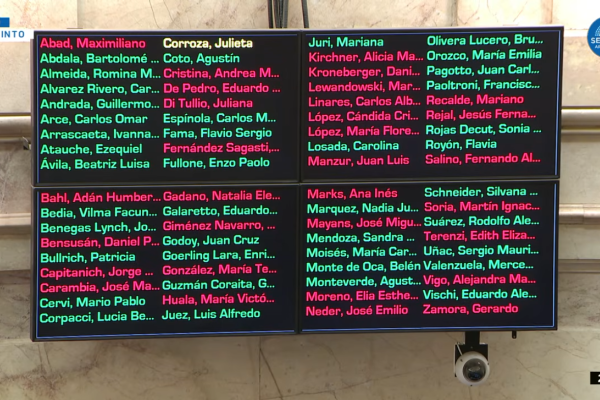 INTO
SE
Abad, Maximiliano
Abdala, Bartolomé ...
Almeida, Romina M...
Alvarez Rivero, Car...
Andrada, Guillermo...
Arce, Carlos Omar
Arrascaeta, Ivanna...
Atauche, Ezequiel
Ávila, Beatriz Luisa
Corroza, Julieta
Coto, Agustín
Cristina, Andrea M...
De Pedro, Eduardo ...
Di Tullio, Juliana
Espínola, Carlos M...
Fama, Flavio Sergio
Fernández Sagasti,...
Fullone, Enzo Paolo
Juri, Mariana
Kirchner, Alicia Ma...
Kroneberger, Dani...
Lewandowski, Mar...
Linares, Carlos Alb...
López, Cándida Cri...
López, María Flore...
Losada, Carolina
Manzur, Juan Luis
Olivera Lucero, Bru...
Orozco, María Emilia
Pagotto, Juan Carl...
Paoltroni, Francisc...
Recalde, Mariano
Rejal, Jesús Ferna...
Rojas Decut, Sonia ...
Royón, Flavia
Salino, Fernando Al...
Bahl, Adán Humber...
Bedia, Vilma Facun...
Benegas Lynch, Jo...
Bensusán, Daniel P...
Bullrich, Patricia
Capitanich, Jorge ...
Carambia, José Ma...
Cervi, Mario Pablo
Corpacci, Lucia Be...
Gadano, Natalia Ele...
Galaretto, Eduardo...
Giménez Navarro, ...
Godoy, Juan Cruz
Goerling Lara, Enri...
González, María Te...
Guzmán Coraita, G...
Huala, María Victó...
Juez, Luis Alfredo
Marks, Ana Inés
Marquez, Nadia Ju...
Mayans, José Migu...
Mendoza, Sandra ...
Moisés, María Car...
Monte de Oca, Belén
Monteverde, Agust...
Moreno, Elia Esthe...
Neder, José Emilio
Schneider, Silvana ...
Soria, Martín Ignac...
Suárez, Rodolfo Ale...
Terenzi, Edith Eliza...
Uñac, Sergio Mauri...
Valenzuela, Merce...
Vigo, Alejandra Ma...
Vischi, Eduardo Ale...
Zamora, Gerardo